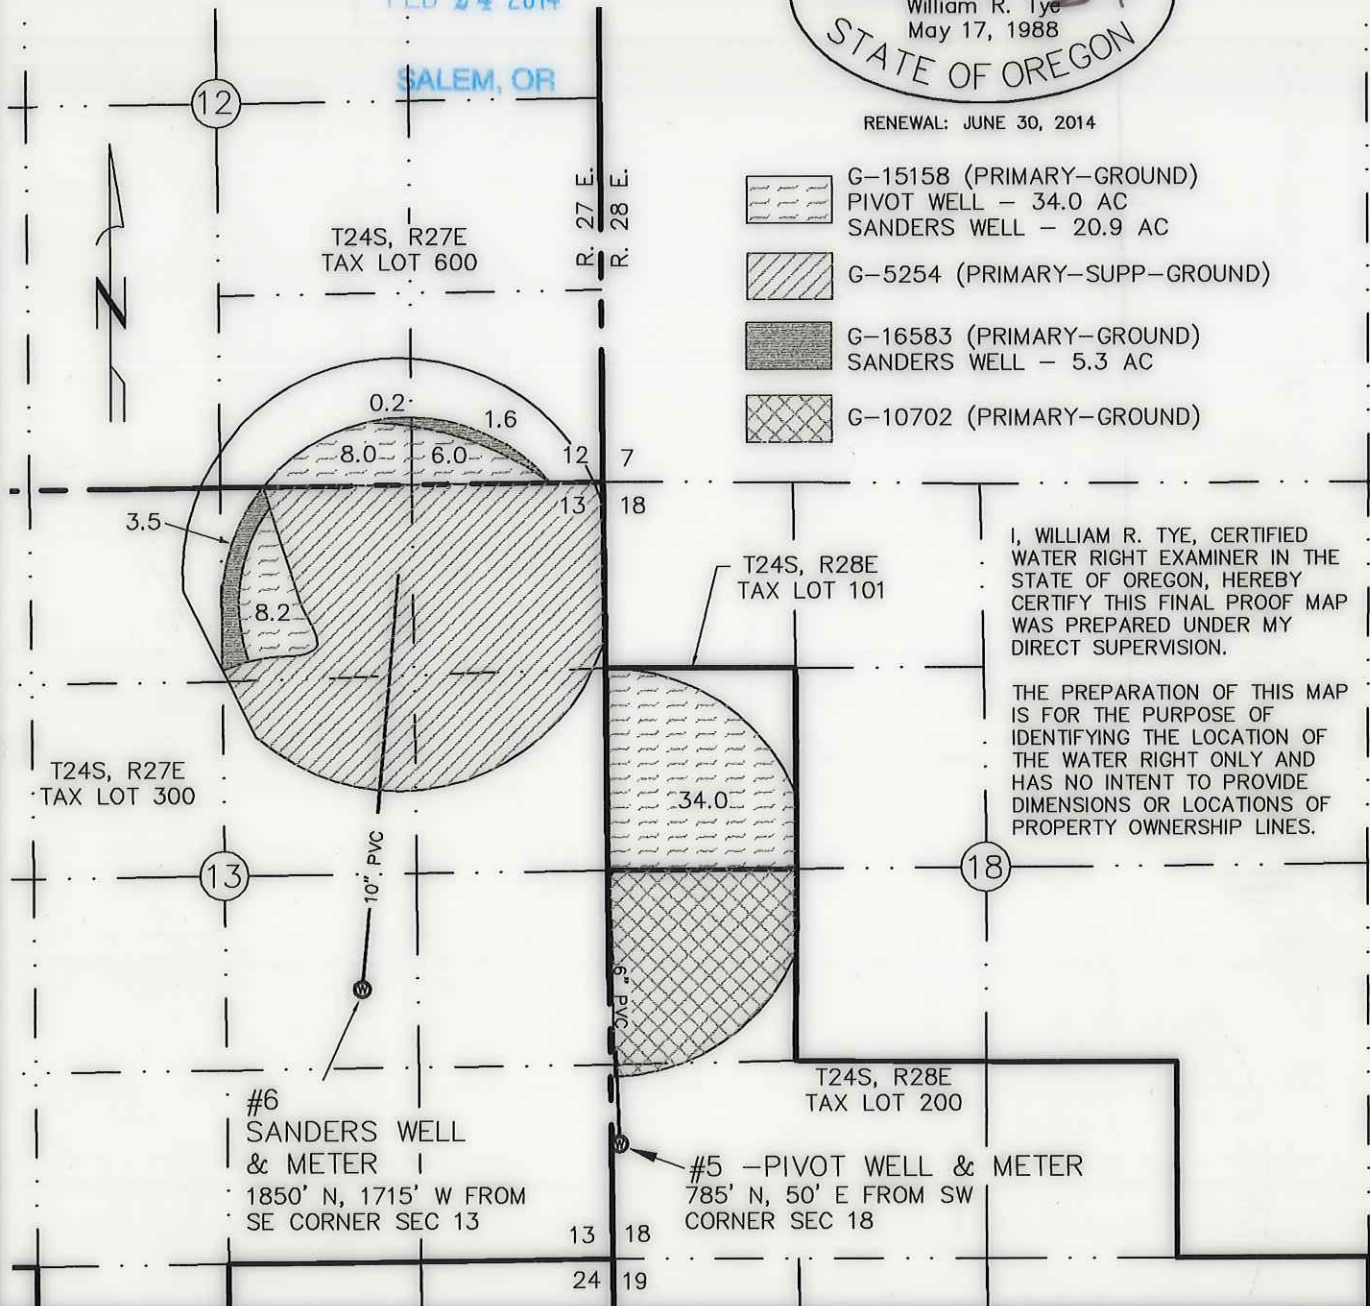 SALEM, OR
William R. Tye
May 17, 1988
STATE OF OREGON
RENEWAL: JUNE 30, 2014
12
R. 27 E.
R. 28 E.
N
T24S, R27E
TAX LOT 600
G-15158 (PRIMARY-GROUND)
PIVOT WELL - 34.0 AC
SANDERS WELL - 20.9 AC
G-5254 (PRIMARY-SUPP-GROUND)
G-16583 (PRIMARY-GROUND)
SANDERS WELL - 5.3 AC
G-10702 (PRIMARY-GROUND)
0.2
1.6
8.0
6.0
12
7
13
18
3.5
8.2
T24S, R28E
TAX LOT 101
I, WILLIAM R. TYE, CERTIFIED
WATER RIGHT EXAMINER IN THE
STATE OF OREGON, HEREBY
CERTIFY THIS FINAL PROOF MAP
WAS PREPARED UNDER MY
DIRECT SUPERVISION.
THE PREPARATION OF THIS MAP
IS FOR THE PURPOSE OF
IDENTIFYING THE LOCATION OF
THE WATER RIGHT ONLY AND
HAS NO INTENT TO PROVIDE
DIMENSIONS OR LOCATIONS OF
PROPERTY OWNERSHIP LINES.
T24S, R27E
TAX LOT 300
34.0
13
18
10" PVC
W
6" PVC
T24S, R28E
TAX LOT 200
#6
SANDERS WELL
& METER
1850' N, 1715' W FROM
SE CORNER SEC 13
W
#5 -PIVOT WELL & METER
785' N, 50' E FROM SW
CORNER SEC 18
13
18
24
19